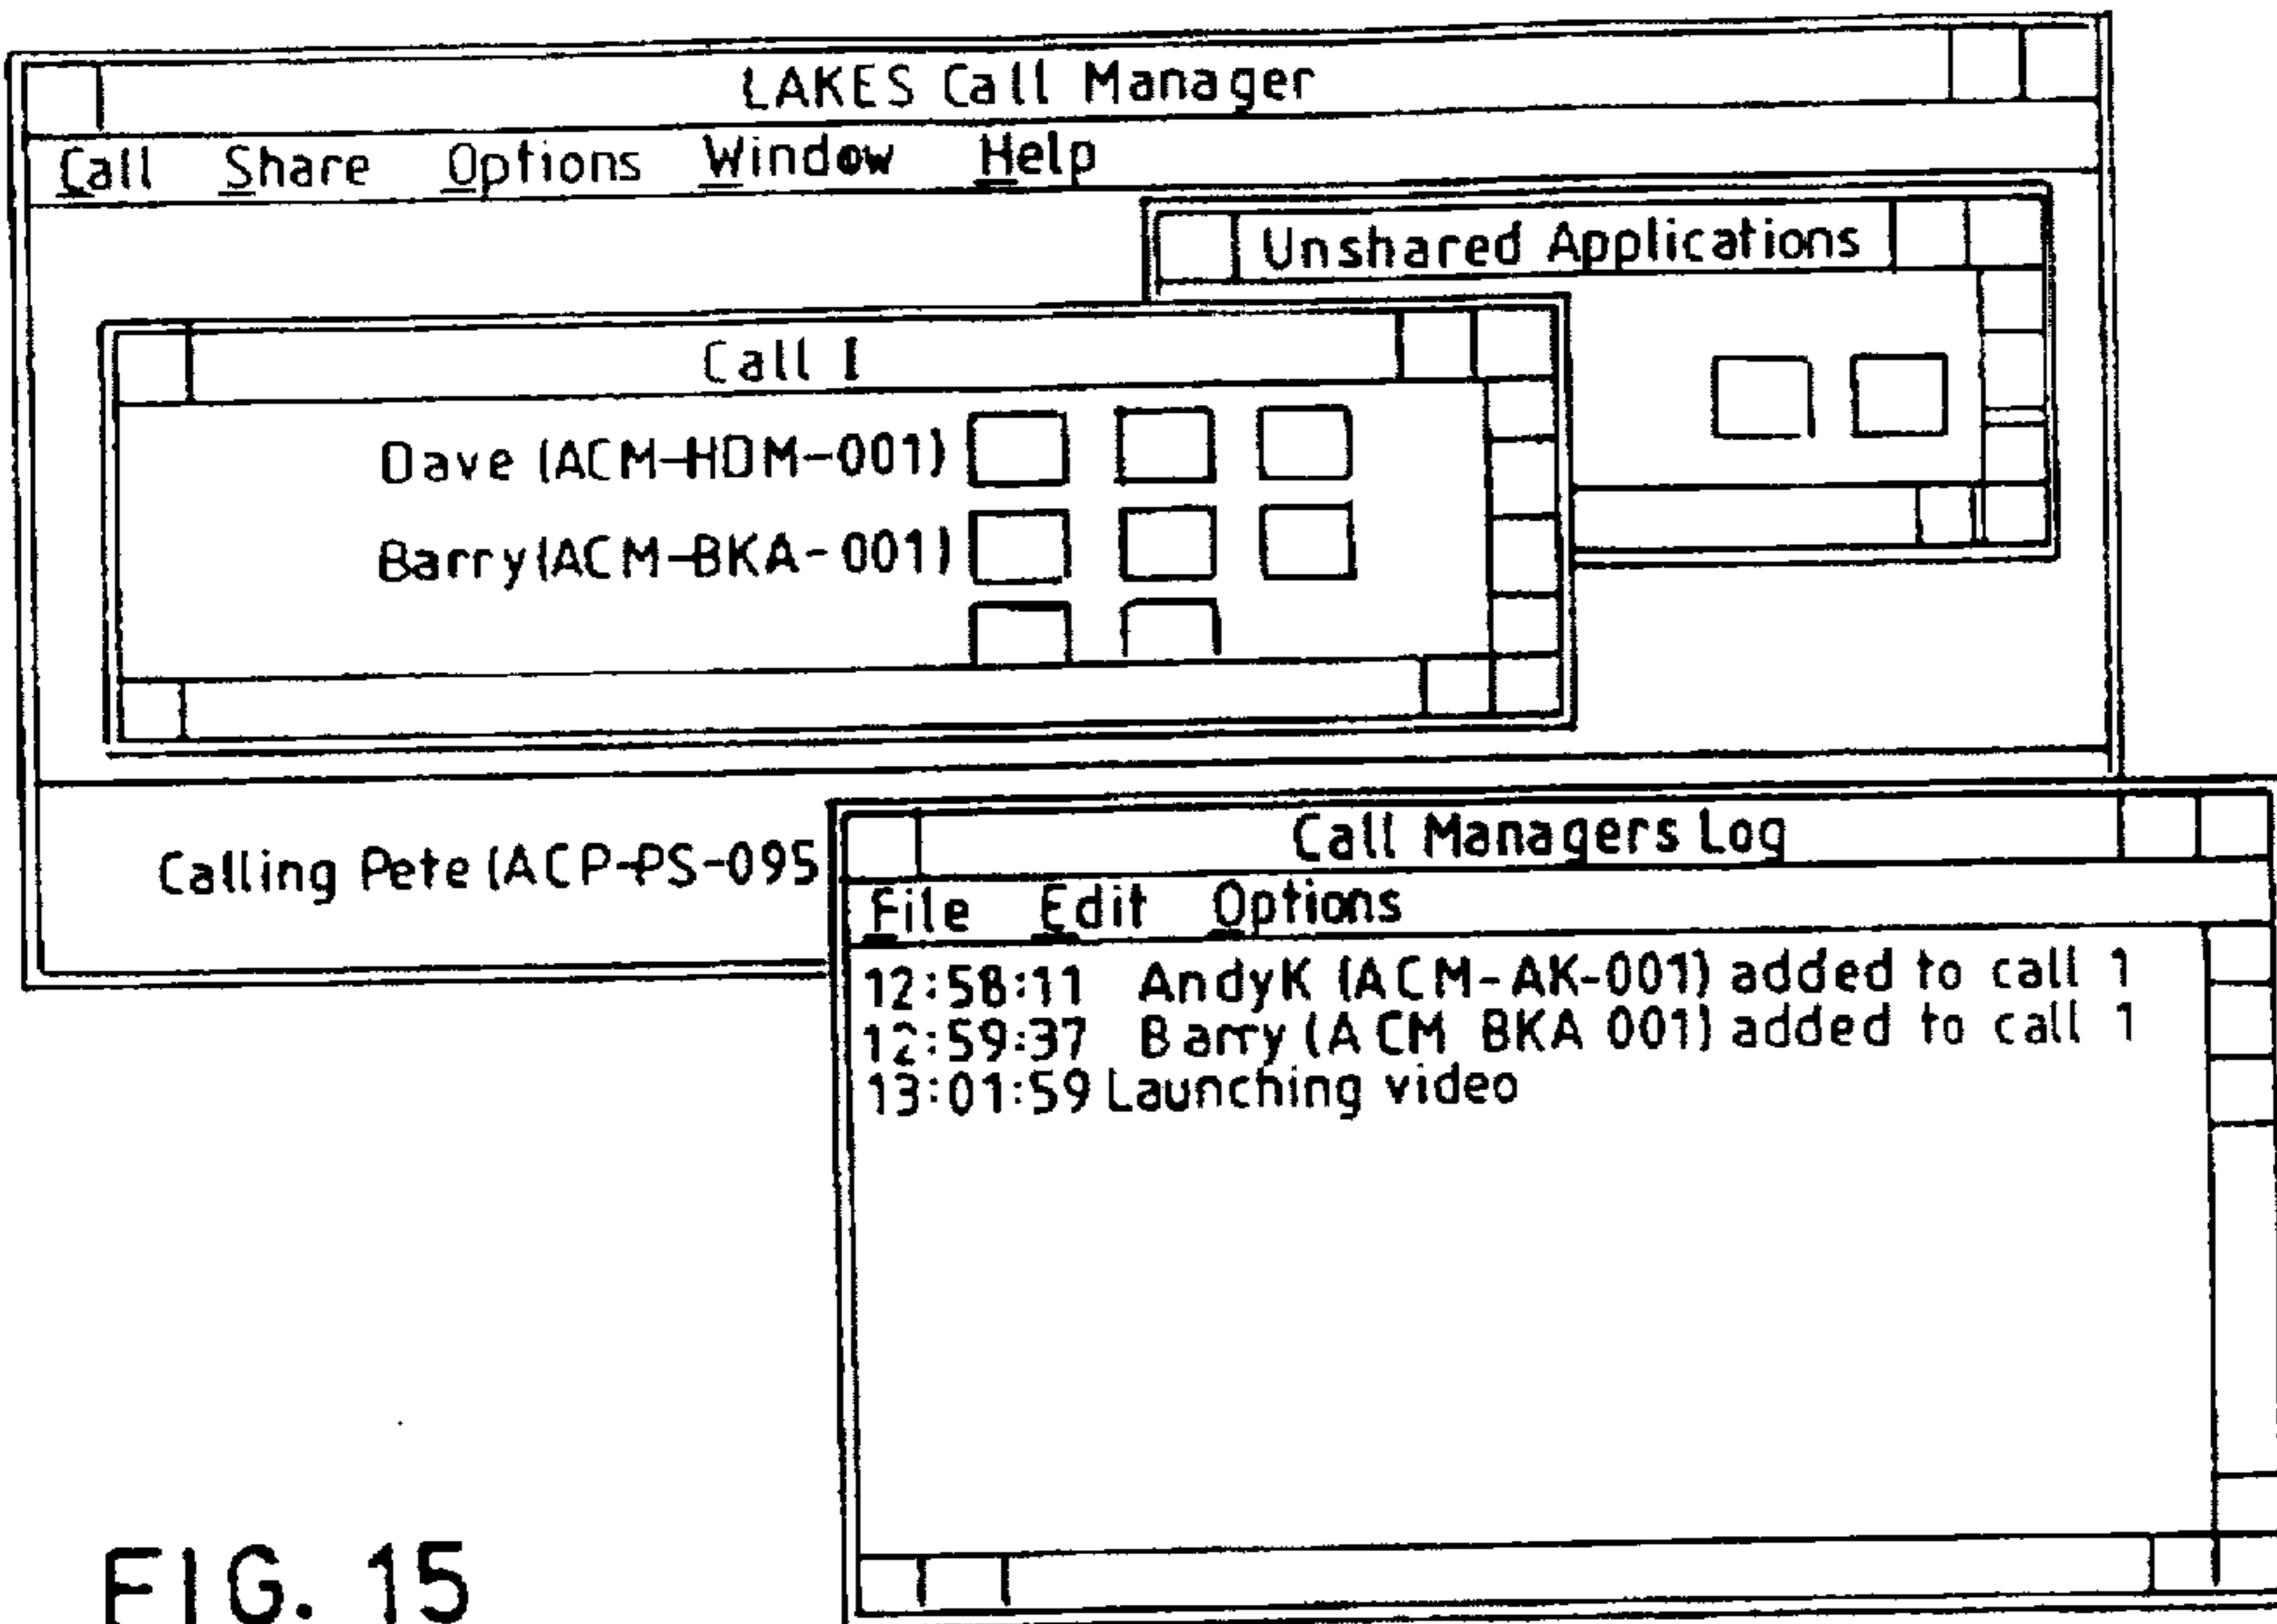 LAKES Call Manager
Call Share Options Window Help
Unshared Applications
Call I
Dave (ACM-HDM-001)
Barry (ACM-BKA-001)
Calling Pete (ACP-PS-095
Call Managers Log
File Edit Options
12:58:11 AndyK (ACM-AK-001) added to call 1
12:59:37 Barry (ACM BKA 001) added to call 1
13:01:59 Launching video
FIG. 15